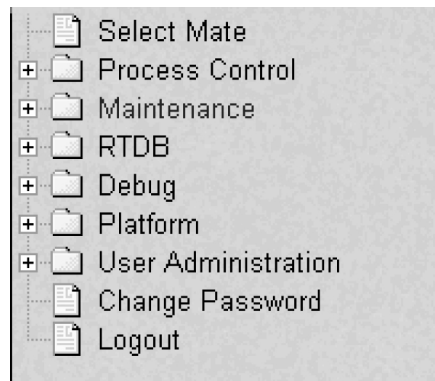 Select Mate
Process Control
Maintenance
RTDB
Debug
Platform
User Administration
Change Password
Logout